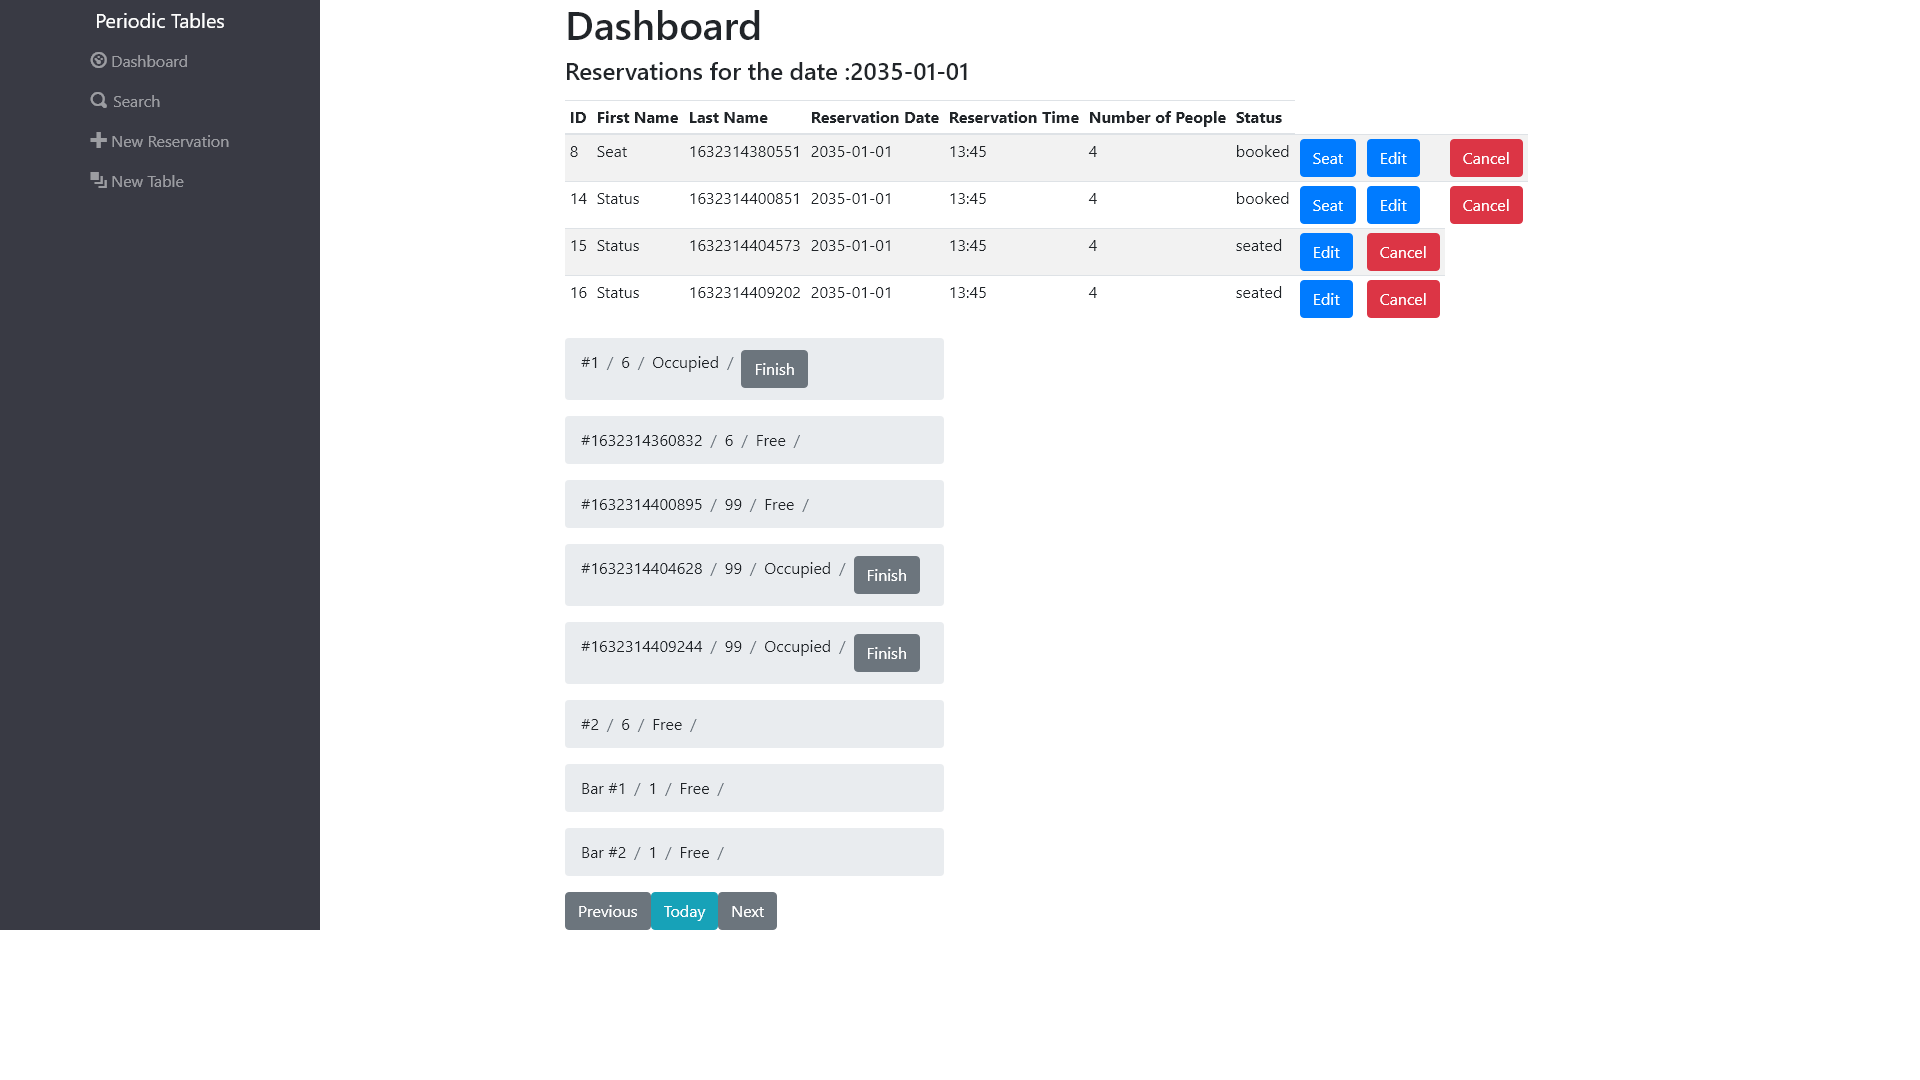 Periodic Tables
Dashboard
Search
New Reservation
New Table
Dashboard
Reservations for the date :2035-01-01
ID First Name Last Name Reservation Date Reservation Time Number of People Status
8 Seat 1632314380551 2035-01-01 13:45 4 booked Seat Edit Cancel
14 Status 1632314400851 2035-01-01 13:45 4 booked Seat Edit Cancel
15 Status 1632314404573 2035-01-01 13:45 4 seated Edit Cancel
16 Status 1632314409202 2035-01-01 13:45 4 seated Edit Cancel
#1 / 6 / Occupied / Finish
#1632314360832 / 6 / Free /
#1632314400895 / 99 / Free /
#1632314404628 / 99 / Occupied / Finish
#1632314409244 / 99 / Occupied / Finish
#2 / 6 / Free /
Bar #1 / 1 / Free /
Bar #2 / 1 / Free /
Previous Today Next